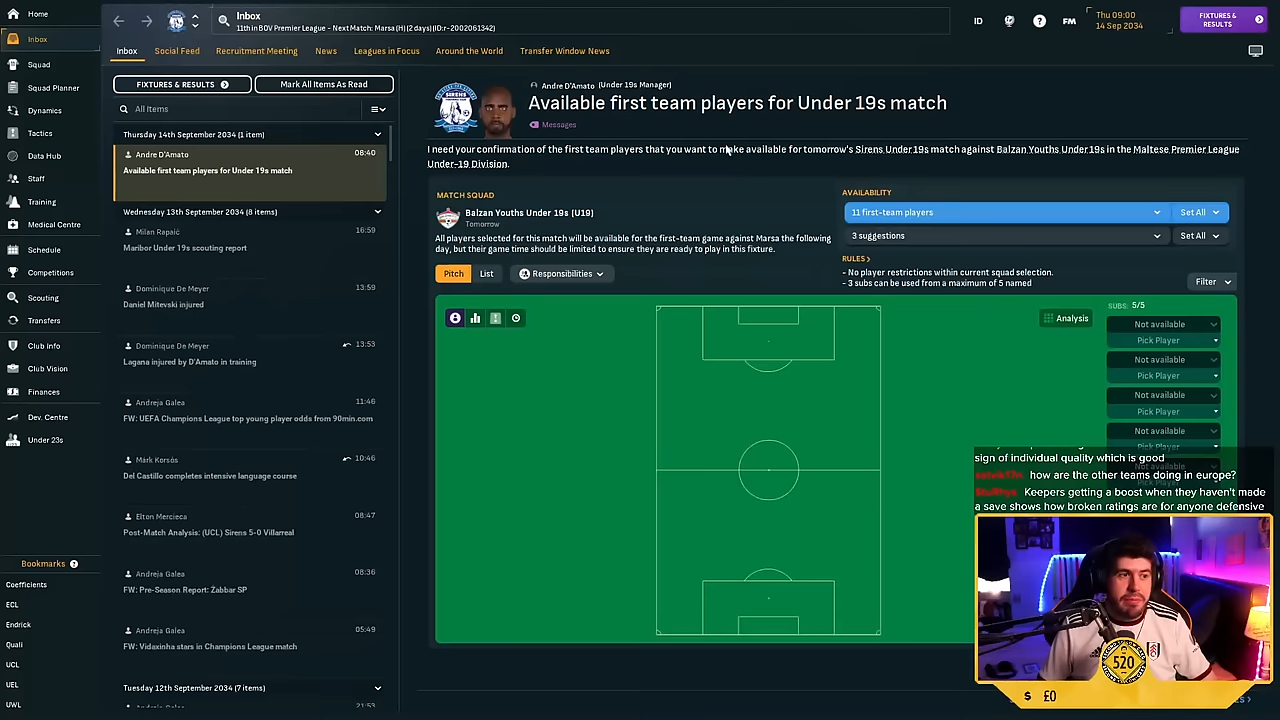 Home
Inbox
Squad
Squad Planner
Dynamics
Tactics
Data Hub
Staff
Training
Medical Centre
Schedule
Competitions
Scouting
Transfers
Club Info
Club Vision
Finances
Dev. Centre
Under 23s
Bookmarks ?
Coefficients
ECL
Endrick
Quali
UCL
UEL
UWL
Inbox
11th in BOV Premier League - Next Match: Marsa (H) (2 days) (ID:r-2002061342)
ID
?
FM
Thu 09:00
14 Sep 2034
FIXTURES &
RESULTS
Inbox
Social Feed
Recruitment Meeting
News
Leagues in Focus
Around the World
Transfer Window News
FIXTURES & RESULTS
Mark All Items As Read
All Items
Thursday 14th September 2034 (1 item)
Andre D'Amato 08:40
Available first team players for Under 19s match
Wednesday 13th September 2034 (8 items)
Milan Rapaić 16:59
Maribor Under 19s scouting report
Dominique De Meyer 13:59
Daniel Mitevski injured
Dominique De Meyer 13:53
Lagana injured by D'Amato in training
Andreja Galea 11:46
FW: UEFA Champions League top young player odds from 90min.com
Márk Korsós 10:46
Del Castillo completes intensive language course
Elton Mercieca 08:47
Post-Match Analysis: (UCL) Sirens 5-0 Villarreal
Andreja Galea 08:36
FW: Pre-Season Report: Żabbar SP
Andreja Galea 05:49
FW: Vidaxinha stars in Champions League match
Tuesday 12th September 2034 (7 items)
SIRENS
Andre D'Amato (Under 19s Manager)
Available first team players for Under 19s match
Messages
I need your confirmation of the first team players that you want to make available for tomorrow's Sirens Under 19s match against Balzan Youths Under 19s in the Maltese Premier League
Under-19 Division.
MATCH SQUAD
Balzan Youths Under 19s (U19)
Tomorrow
All players selected for this match will be available for the first-team game against Marsa the following
day, but their game time should be limited to ensure they are ready to play in this fixture.
Pitch
List
Responsibilities
AVAILABILITY
11 first-team players
Set All
3 suggestions
Set All
RULES >
- No player restrictions within current squad selection.
- 3 subs can be used from a maximum of 5 named
Filter
Analysis
SUBS: 5/5
Not available
Pick Player
Not available
Pick Player
Not available
Pick Player
Not available
sign of individual quality which is good
how are the other teams doing in europe?
Keepers getting a boost when they haven't made
a save shows how broken ratings are for anyone defensive
520
$ £0